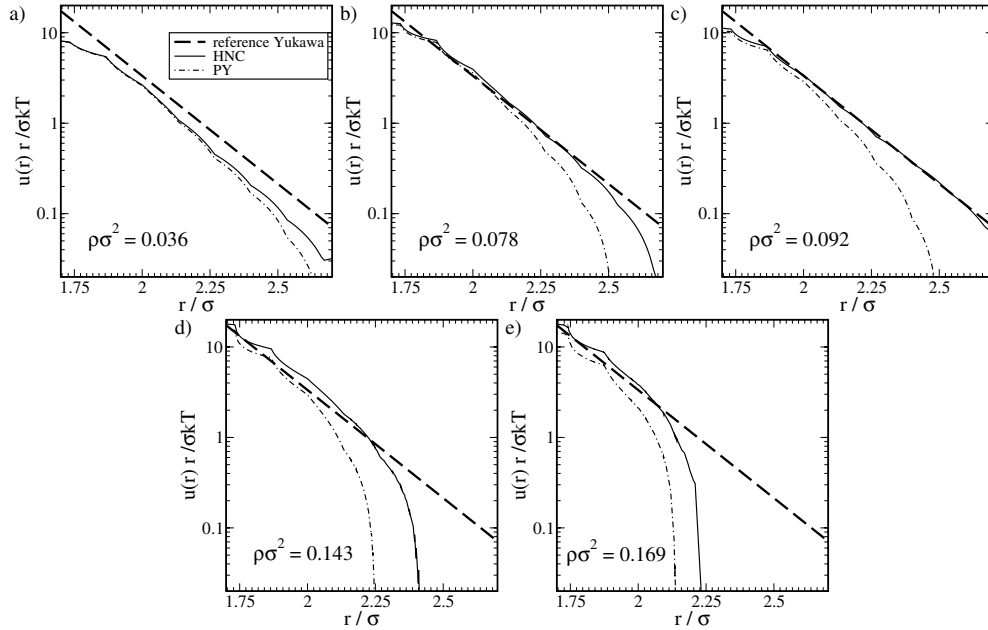 a)
u(r) r /σkT
10
1
0.1
reference Yukawa
HNC
PY
ρσ² = 0.036
1.75 2 2.25 2.5
r / σ
b)
u(r) r /σkT
10
1
0.1
ρσ² = 0.078
1.75 2 2.25 2.5
r / σ
c)
u(r) r /σkT
10
1
0.1
ρσ² = 0.092
1.75 2 2.25 2.5
r / σ
d)
u(r) r /σkT
10
1
0.1
ρσ² = 0.143
1.75 2 2.25 2.5
r / σ
e)
u(r) r /σkT
10
1
0.1
ρσ² = 0.169
1.75 2 2.25 2.5
r / σ